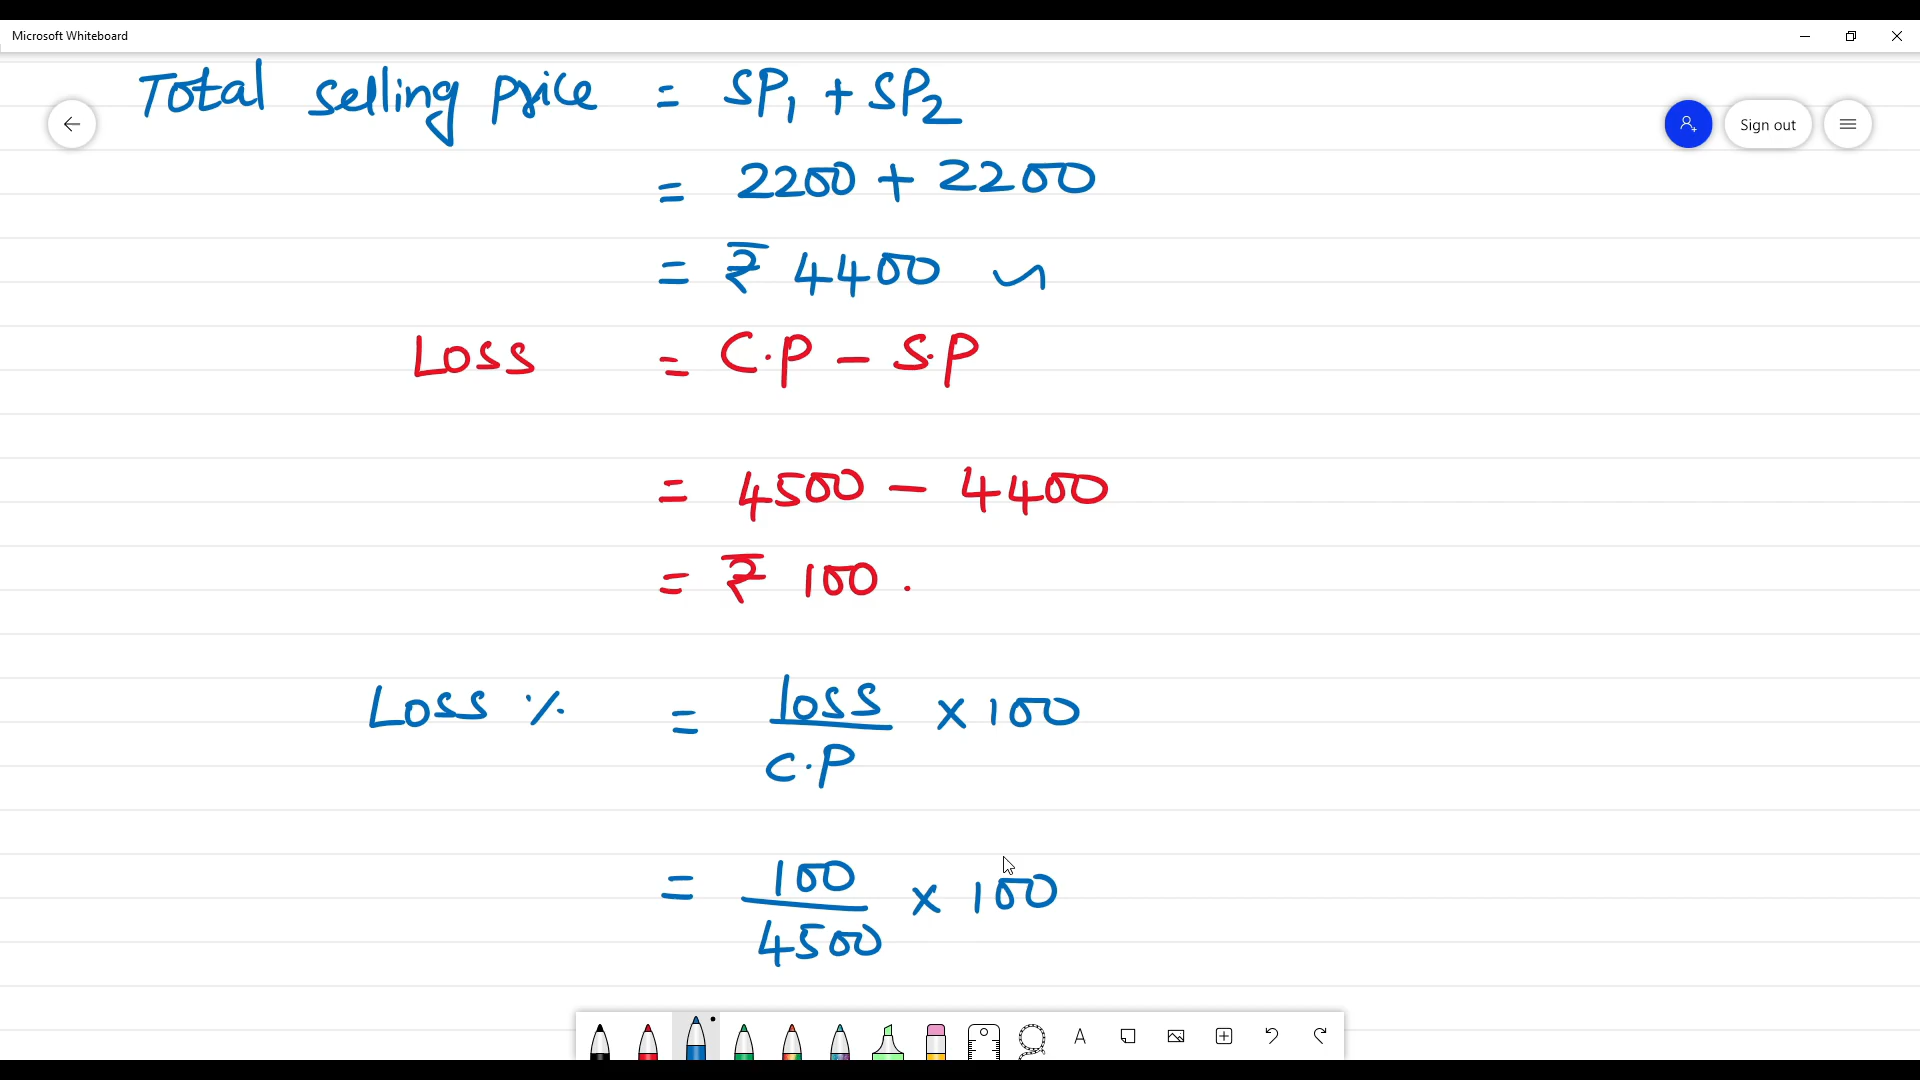 Microsoft Whiteboard
Total selling price = SP1 + SP2
Sign out
= 2200 + 2200
= ₹ 4400
Loss = C.P - S.P
= 4500 - 4400
= ₹ 100.
Loss % = loss/C.P × 100
= 100/4500 × 100
A